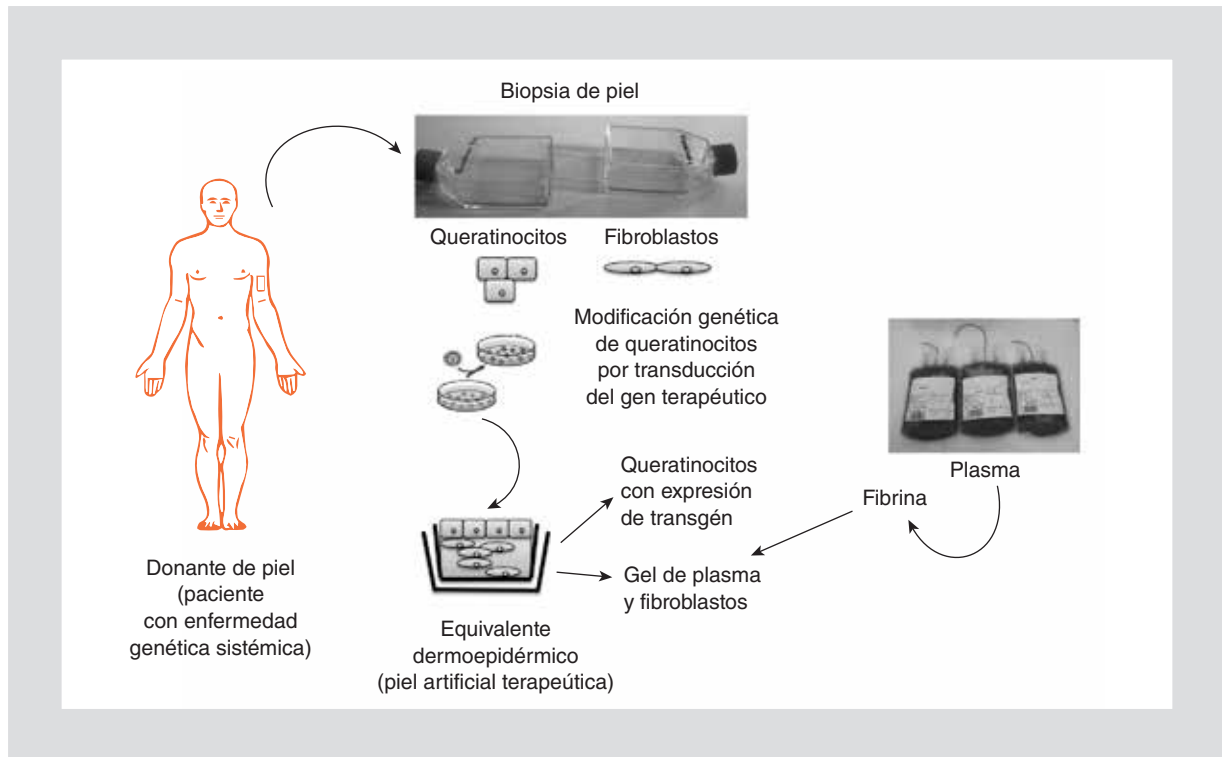 Biopsia de piel
Queratinocitos
Fibroblastos
Modificación genética
de queratinocitos
por transducción
del gen terapéutico
Plasma
Fibrina
Queratinocitos
con expresión
de transgén
Gel de plasma
y fibroblastos
Donante de piel
(paciente
con enfermedad
genética sistémica)
Equivalente
dermoepidérmico
(piel artificial terapeútica)